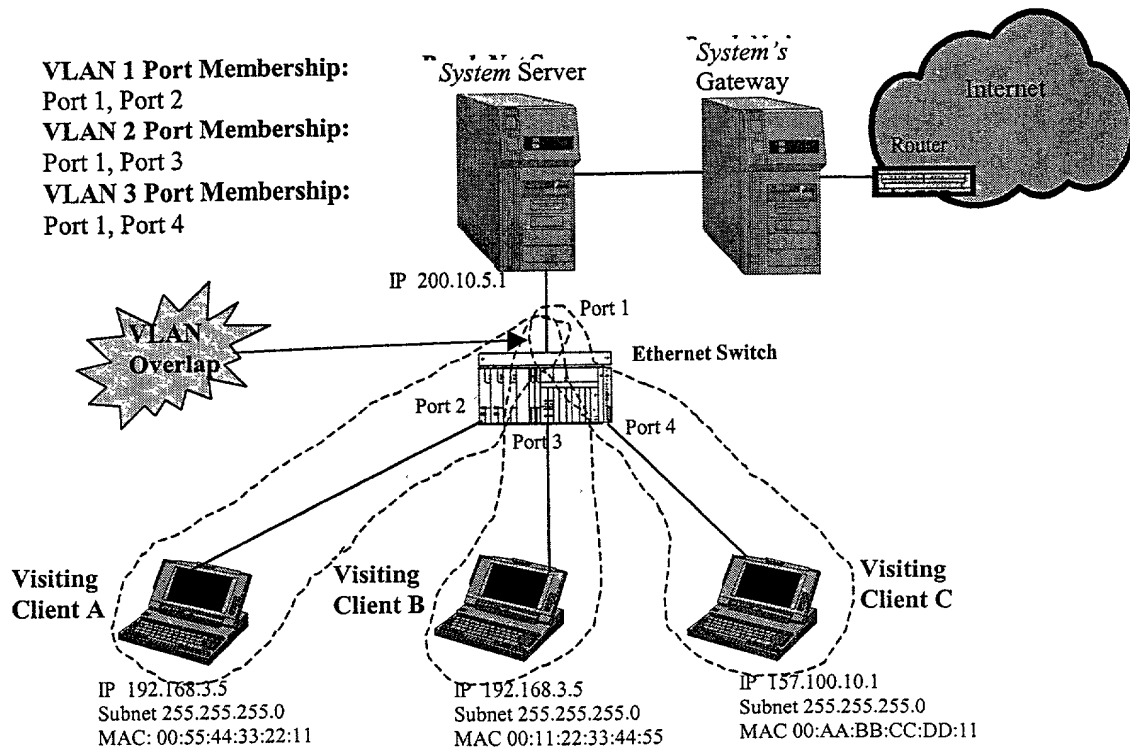 VLAN 1 Port Membership:
Port 1, Port 2
VLAN 2 Port Membership:
Port 1, Port 3
VLAN 3 Port Membership:
Port 1, Port 4
System Server
System's
Gateway
Internet
Router
IP 200.10.5.1
Port 1
VLAN
Overlap
Ethernet Switch
Port 2
Port 3
Port 4
Visiting
Client A
Visiting
Client B
Visiting
Client C
IP 192.168.3.5
Subnet 255.255.255.0
MAC: 00:55:44:33:22:11
IP 192.168.3.5
Subnet 255.255.255.0
MAC 00:11:22:33:44:55
IP 157.100.10.1
Subnet 255.255.255.0
MAC 00:AA:BB:CC:DD:11